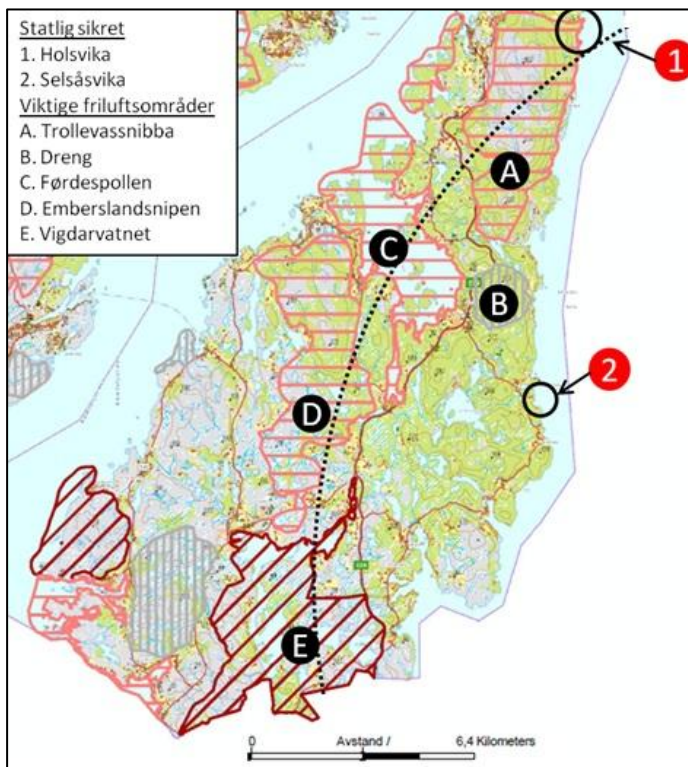 Statlig sikret
1. Holsvika
2. Selsåsvika
Viktige friluftsområder
A. Trollevassnibba
B. Dreng
C. Førdespollen
D. Emberslandsnipen
E. Vigdarvatnet
1
A
C
B
2
D
E
0 Avstand / 6,4 Kilometers